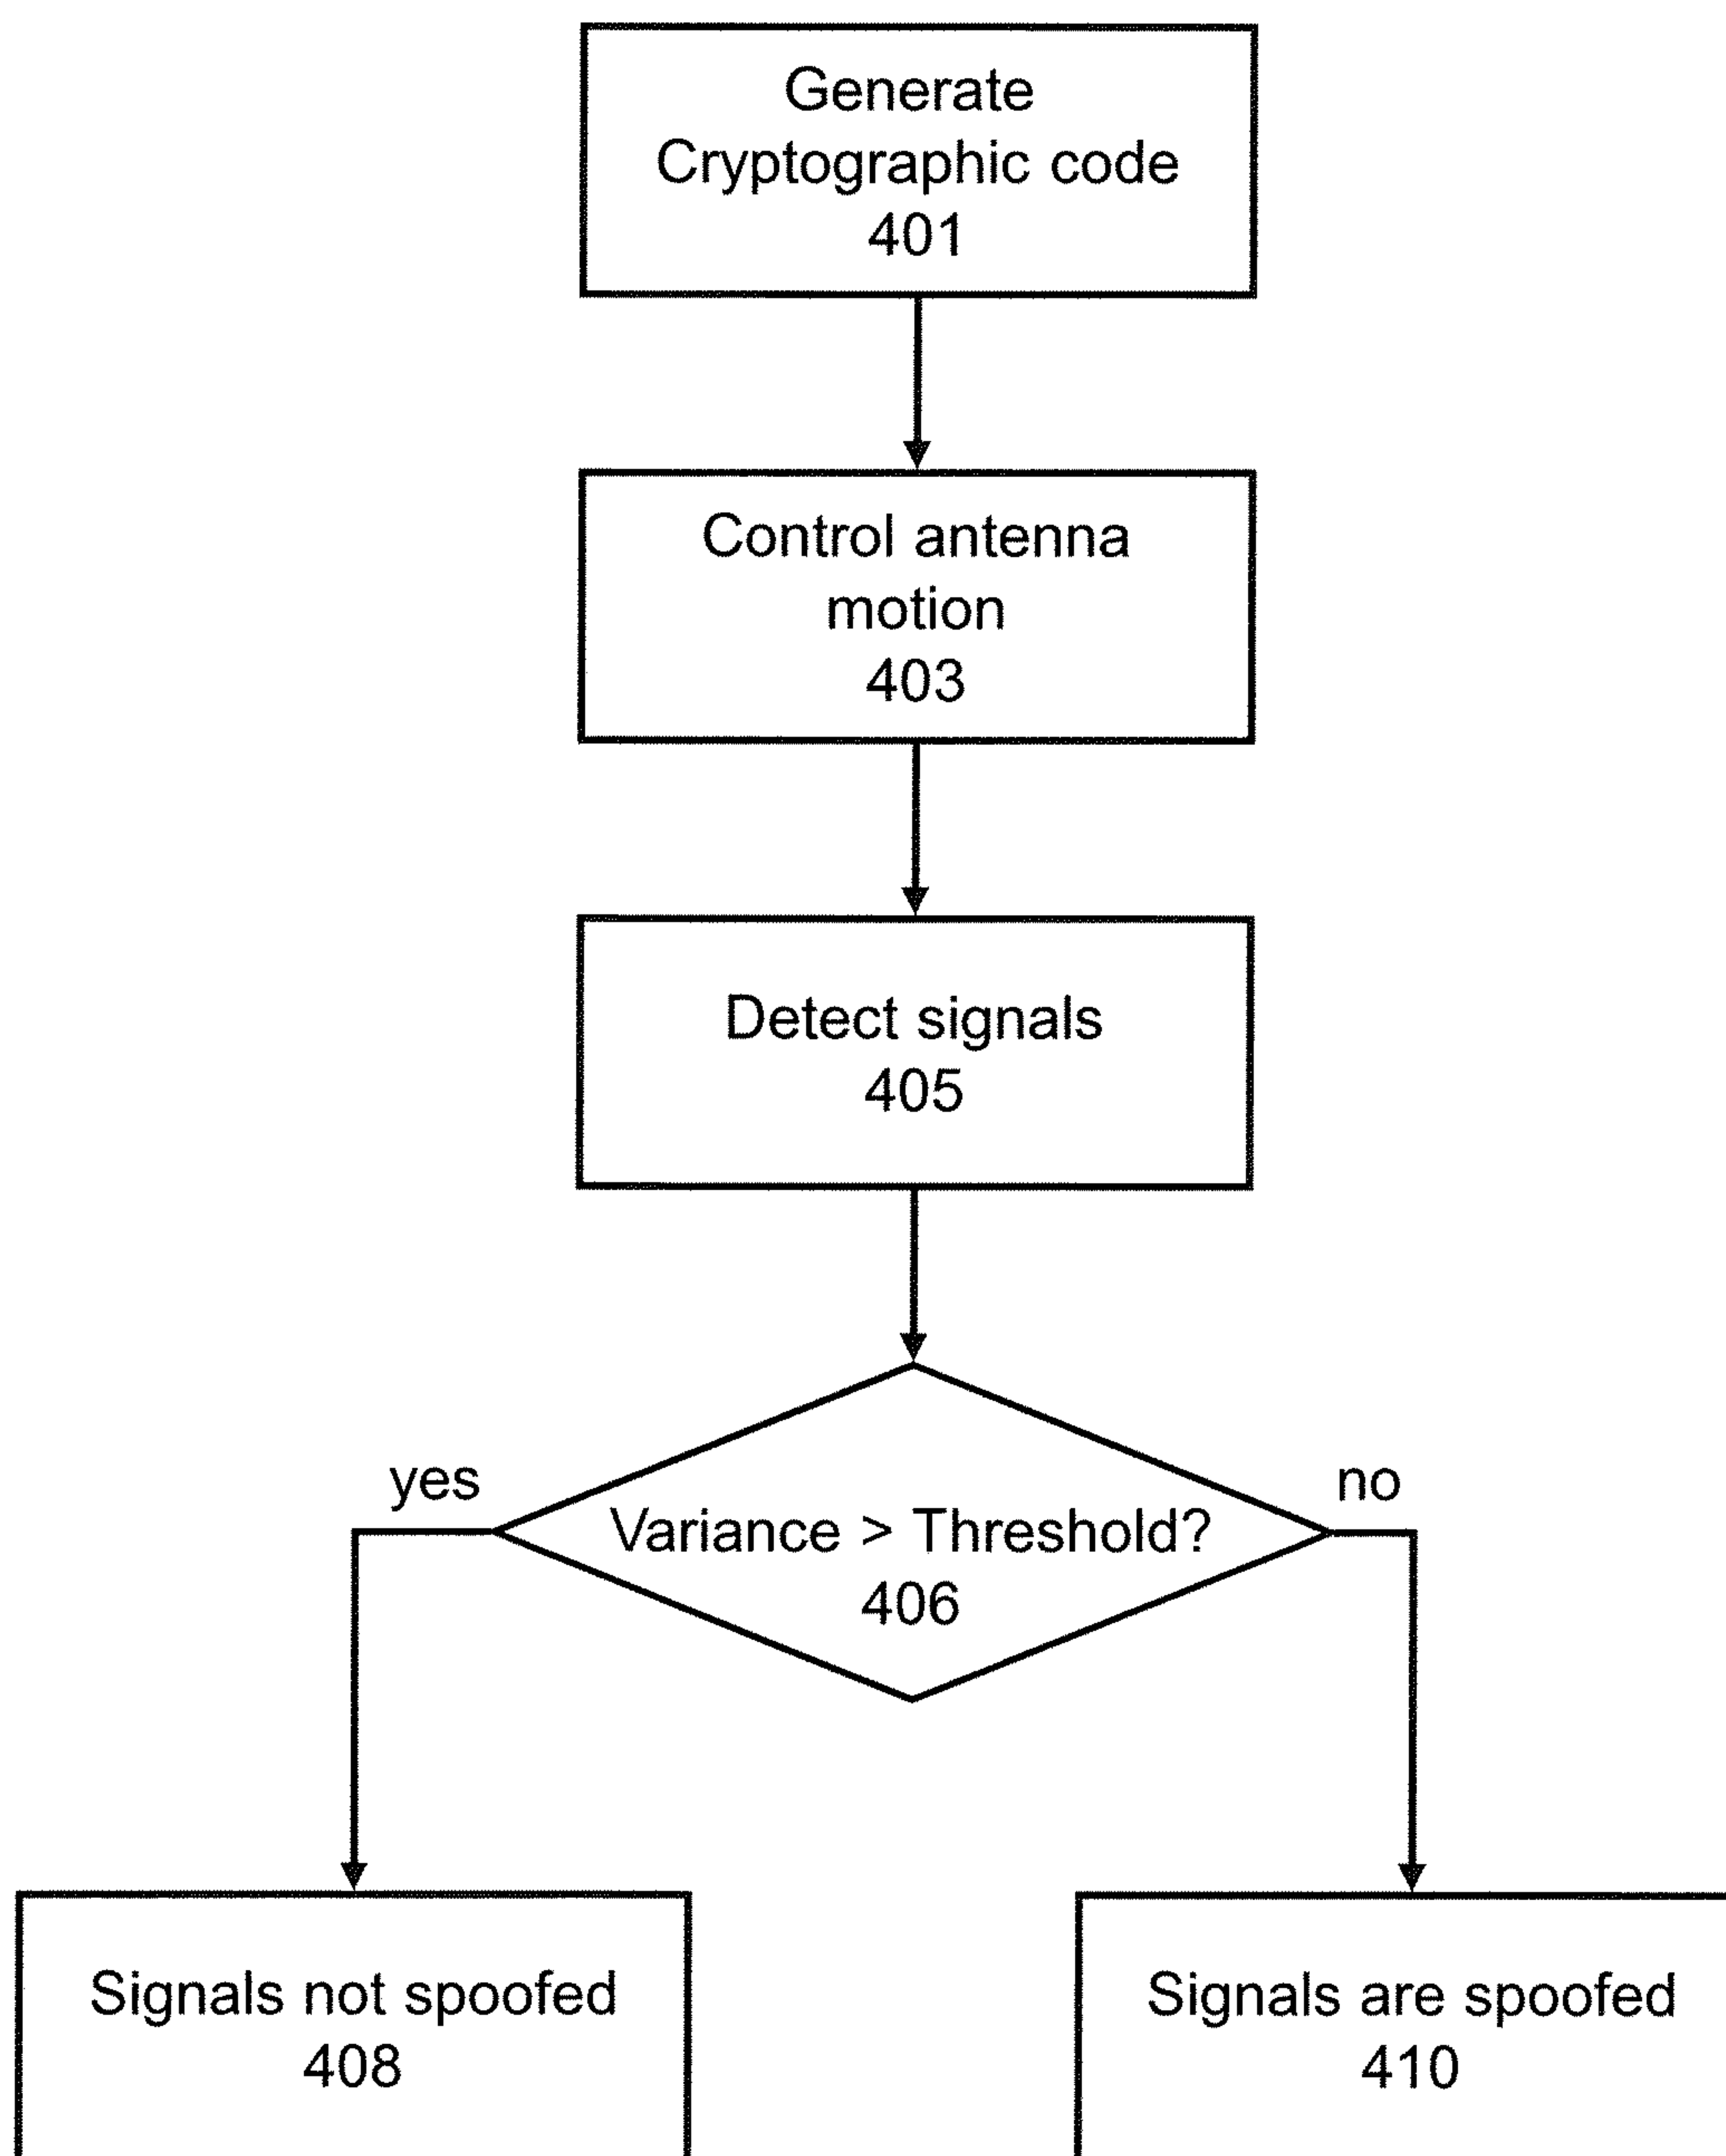 Generate
Cryptographic code
401
Control antenna
motion
403
Detect signals
405
yes
no
Variance > Threshold?
406
Signals not spoofed
408
Signals are spoofed
410